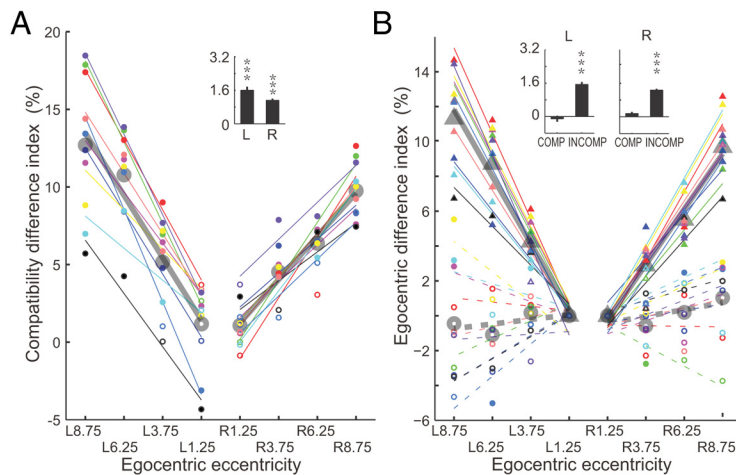 A
Compatibility difference index (%)
20
15
10
5
0
-5
3.2
1.6
0
***
***
L R
L8.75 L3.75 R1.25 R6.25
L6.25 L1.25 R3.75 R8.75
Egocentric eccentricity
B
Egocentric difference index (%)
14
10
6
2
0
-2
-6
L R
3.2
1.6
0
***
***
COMP INCOMP COMP INCOMP
L8.75 L3.75 R1.25 R6.25
L6.25 L1.25 R3.75 R8.75
Egocentric eccentricity